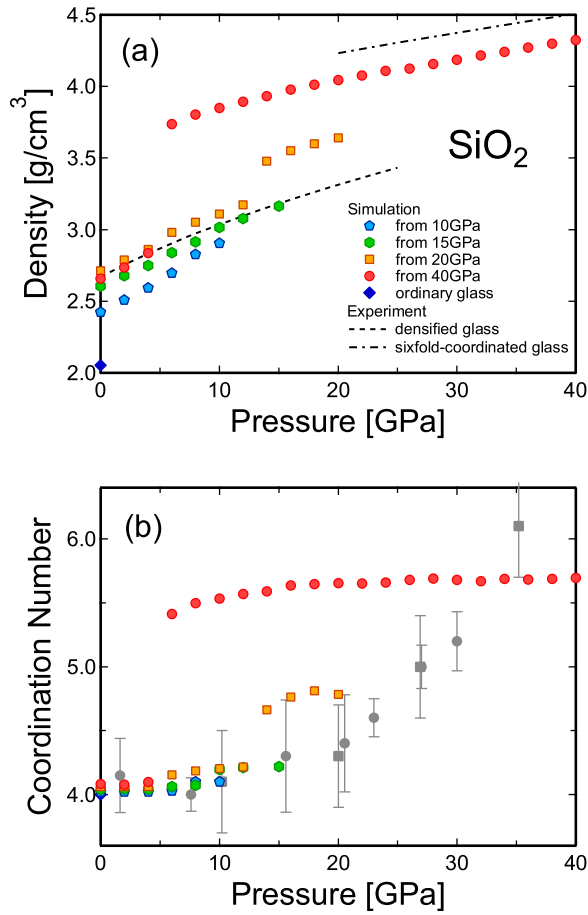 (a)
4.5
4.0
3.5
3.0
2.5
2.0
Density [g/cm³]
SiO₂
Simulation
from 10GPa
from 15GPa
from 20GPa
from 40GPa
ordinary glass
Experiment
densified glass
sixfold-coordinated glass
0 10 20 30 40
Pressure [GPa]
(b)
6.0
5.0
4.0
Coordination Number
0 10 20 30 40
Pressure [GPa]